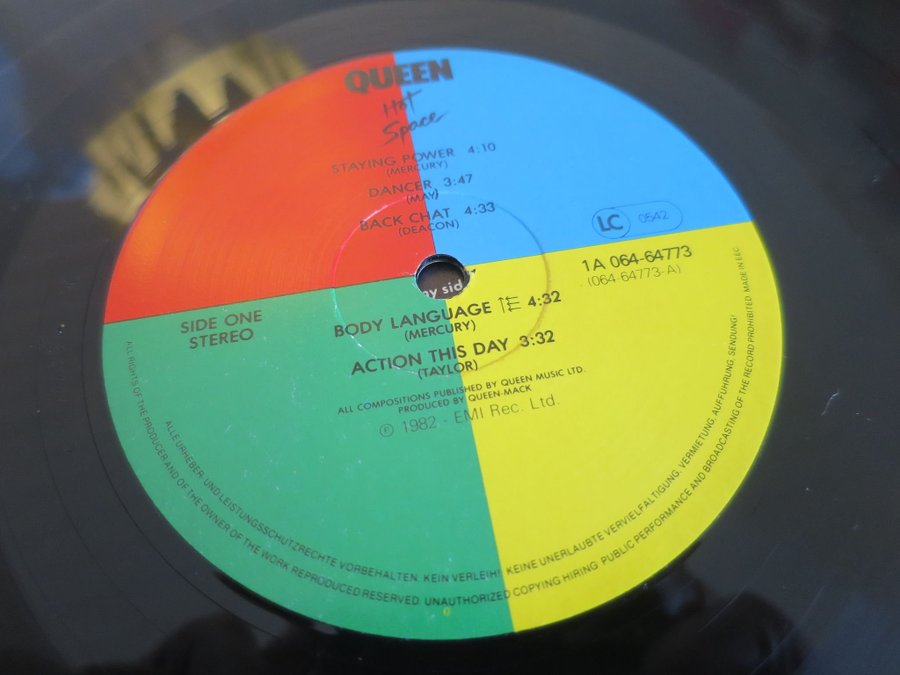 QUEEN
Hot
Space
STAYING POWER 4:10
(MERCURY)
DANCER 3:47
(MAY)
BACK CHAT 4:33
(DEACON)
LC 0542
1A 064-64773
(064 64773-A)
SIDE ONE
STEREO
ny sid
BODY LANGUAGE 4:32
(MERCURY)
ACTION THIS DAY 3:32
(TAYLOR)
ALL COMPOSITIONS PUBLISHED BY QUEEN MUSIC LTD.
PRODUCED BY QUEEN-MACK
Ⓟ 1982 - EMI Rec. Ltd.
ALLE URHEBER- UND LEISTUNGSSCHUTZRECHTE VORBEHALTEN. KEIN VERLEIH! KEINE UNERLAUBTE VERVIELFÄLTIGUNG, VERMIETUNG, AUFFÜHRUNG, SENDUNG!
ALL RIGHTS OF THE PRODUCER AND OF THE OWNER OF THE WORK REPRODUCED RESERVED. UNAUTHORIZED COPYING HIRING PUBLIC PERFORMANCE AND BROADCASTING OF THE RECORD PROHIBITED. MADE IN EEC